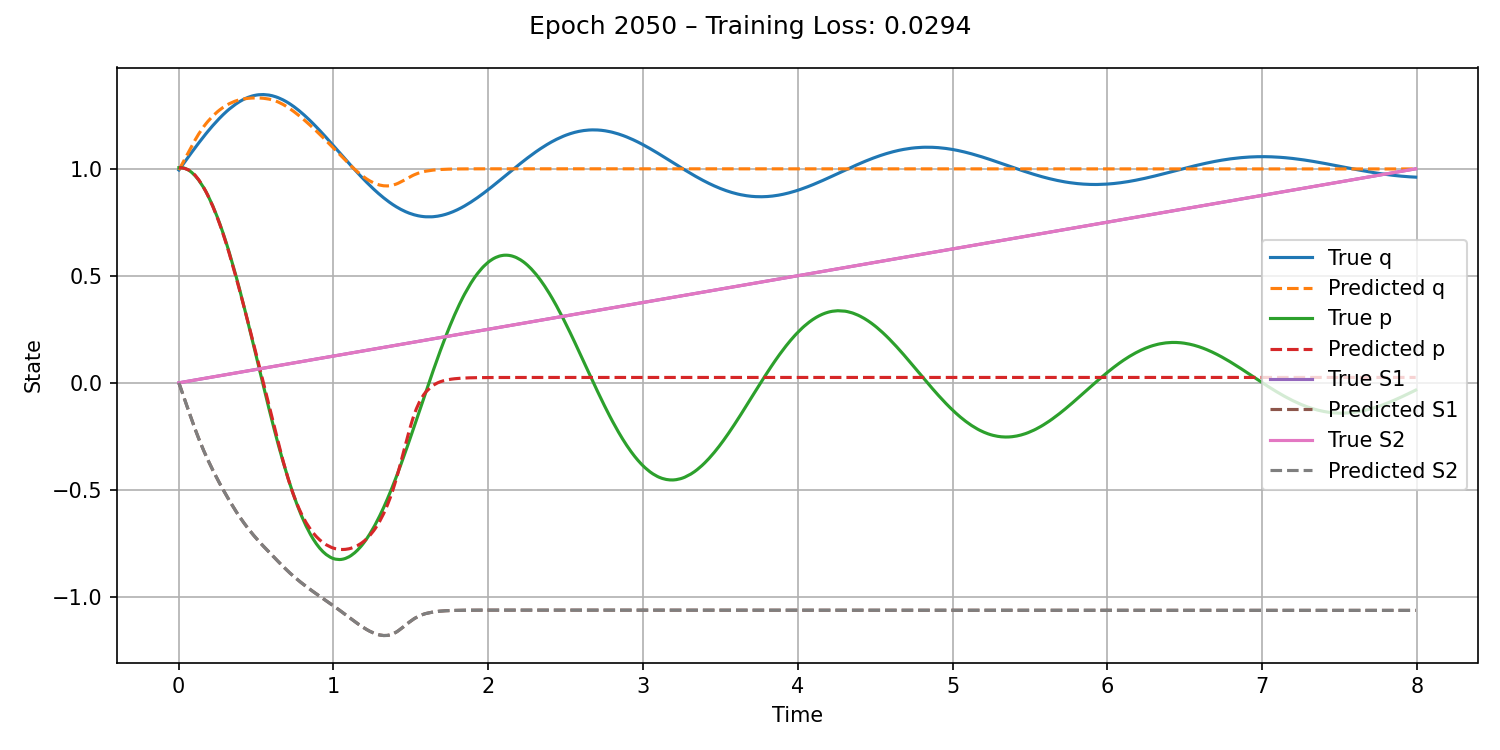 Epoch 2050 – Training Loss: 0.0294
State
1.0
0.5
0.0
−0.5
−1.0
True q
Predicted q
True p
Predicted p
True S1
Predicted S1
True S2
Predicted S2
0 1 2 3 4 5 6 7 8
Time